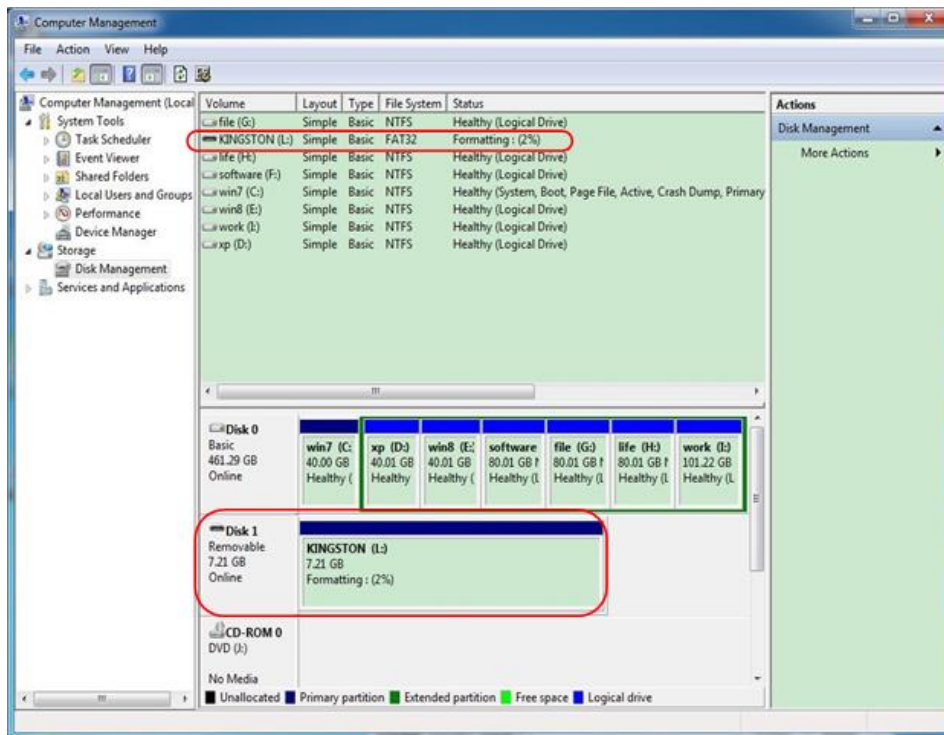 Computer Management
File Action View Help
Computer Management (Local
System Tools
Task Scheduler
Event Viewer
Shared Folders
Local Users and Groups
Performance
Device Manager
Storage
Disk Management
Services and Applications
Volume Layout Type File System Status
file (G:) Simple Basic NTFS Healthy (Logical Drive)
KINGSTON (L:) Simple Basic FAT32 Formatting : (2%)
life (H:) Simple Basic NTFS Healthy (Logical Drive)
software (F:) Simple Basic NTFS Healthy (Logical Drive)
win7 (C:) Simple Basic NTFS Healthy (System, Boot, Page File, Active, Crash Dump, Primary
win8 (E:) Simple Basic NTFS Healthy (Logical Drive)
work (I:) Simple Basic NTFS Healthy (Logical Drive)
xp (D:) Simple Basic NTFS Healthy (Logical Drive)
Actions
Disk Management
More Actions
Disk 0
Basic
461.29 GB
Online
win7 (C:
40.00 GB
Healthy (
xp (D:)
40.01 GB
Healthy
win8 (E:
40.01 GB
Healthy (
software
80.01 GB N
Healthy (L
file (G:)
80.01 GB N
Healthy (L
life (H:)
80.01 GB N
Healthy (L
work (I:)
101.22 GB
Healthy (L
Disk 1
Removable
7.21 GB
Online
KINGSTON (L:)
7.21 GB
Formatting : (2%)
CD-ROM 0
DVD (J:)
No Media
Unallocated Primary partition Extended partition Free space Logical drive